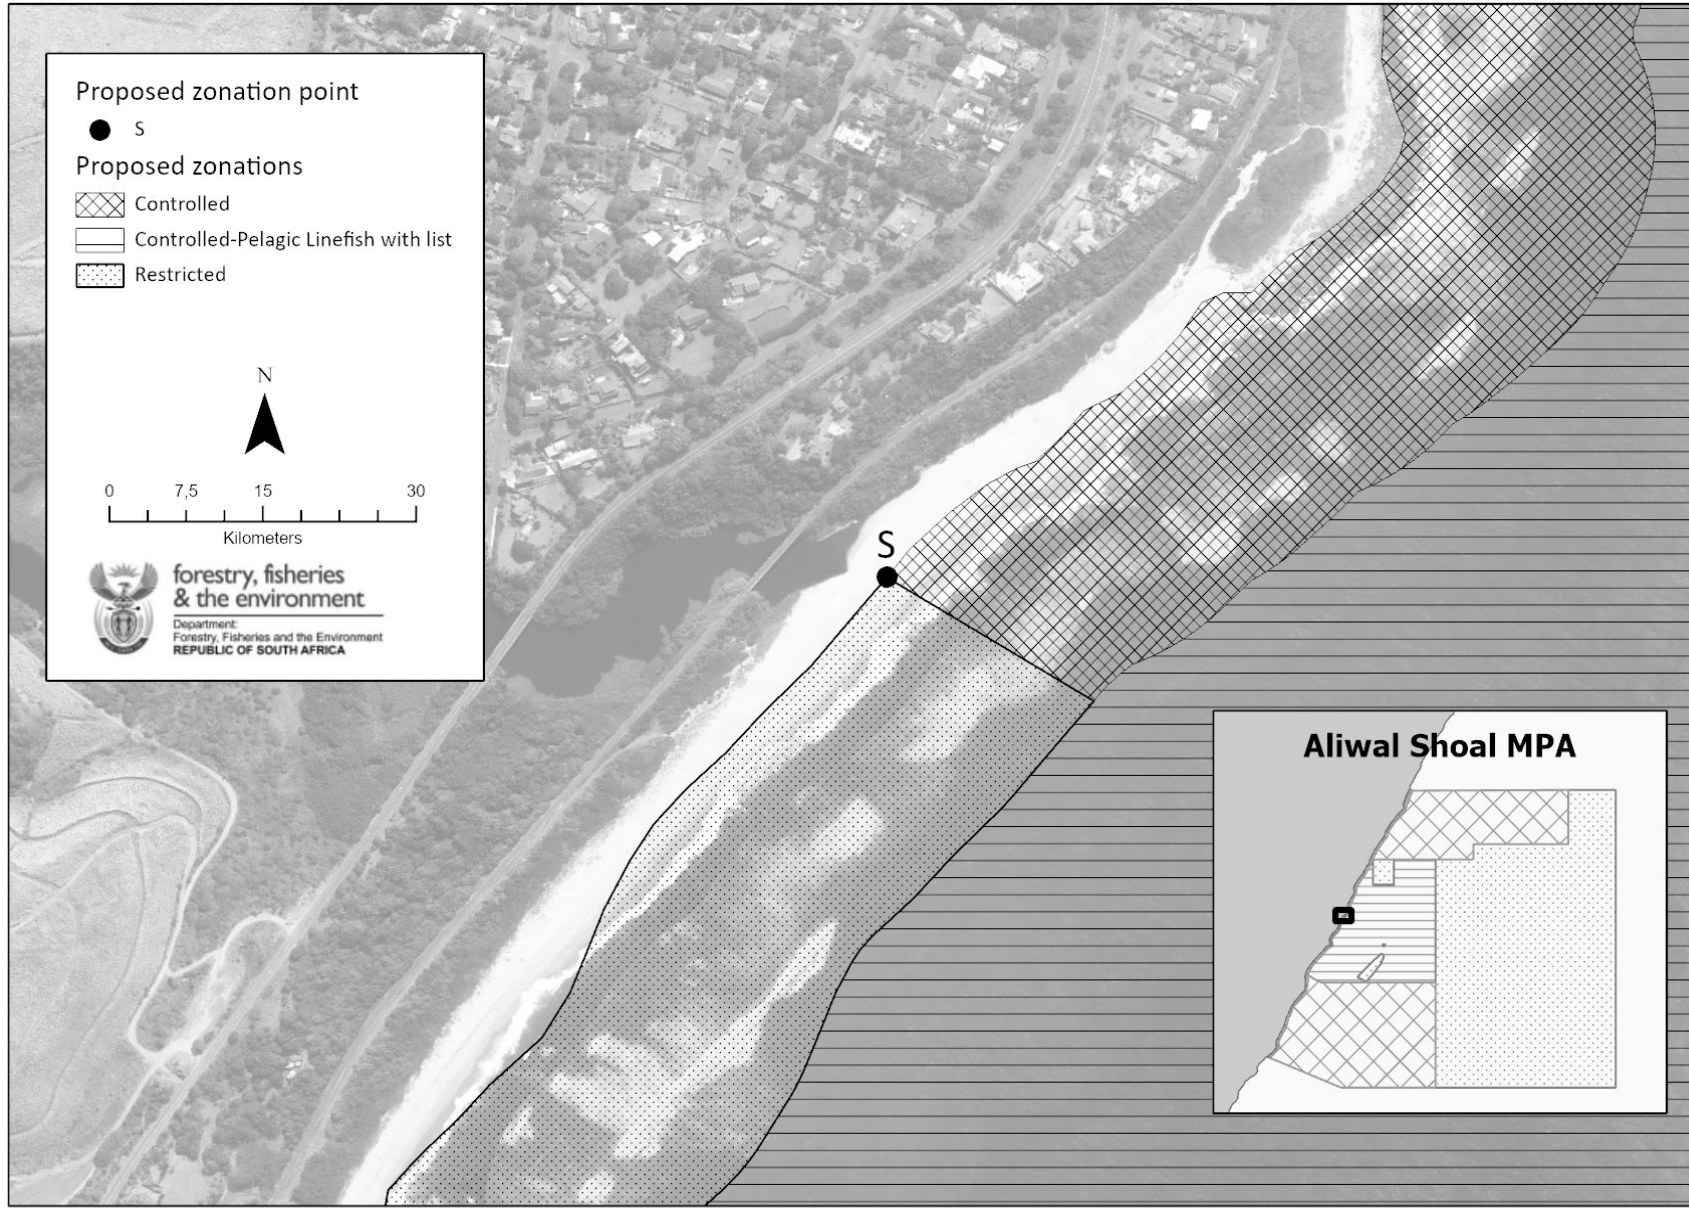 Proposed zonation point
S
Proposed zonations
Controlled
Controlled-Pelagic Linefish with list
Restricted
N
0 7,5 15 30
Kilometers
forestry, fisheries
& the environment
Department:
Forestry, Fisheries and the Environment
REPUBLIC OF SOUTH AFRICA
S
Aliwal Shoal MPA